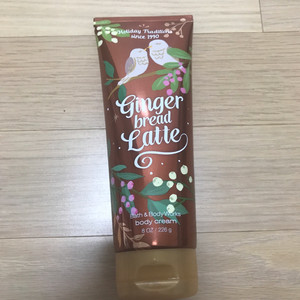 Holiday Traditions
since 1990
Ginger
bread
Latte
Bath & Body Works
body cream
8 OZ / 226 g